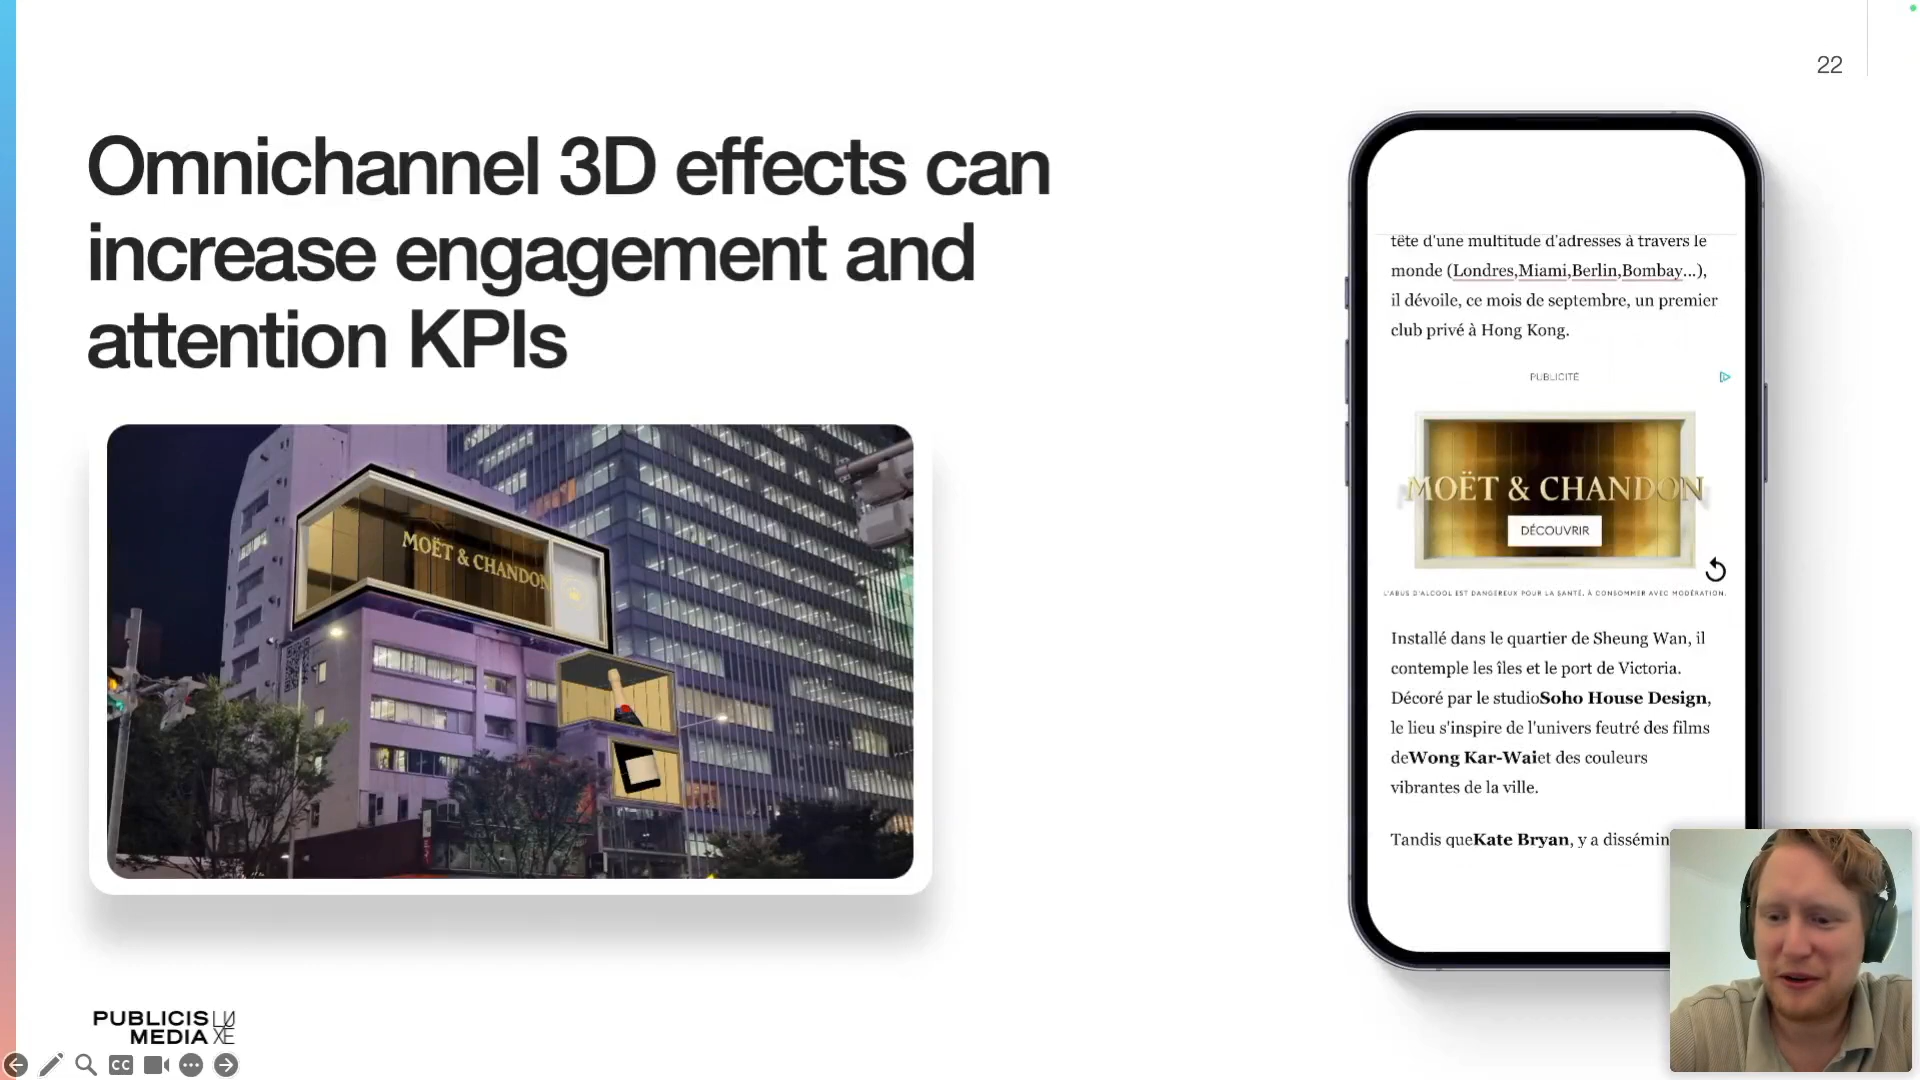 22
Omnichannel 3D effects can
increase engagement and
attention KPIs
MOËT & CHANDON
tête d'une multitude d'adresses à travers le
monde (Londres,Miami,Berlin,Bombay...),
il dévoile, ce mois de septembre, un premier
club privé à Hong Kong.
PUBLICITÉ
MOËT & CHANDON
DÉCOUVRIR
L'ABUS D'ALCOOL EST DANGEREUX POUR LA SANTÉ. À CONSOMMER AVEC MODÉRATION.
Installé dans le quartier de Sheung Wan, il
contemple les îles et le port de Victoria.
Décoré par le studioSoho House Design,
le lieu s'inspire de l'univers feutré des films
deWong Kar-Waiet des couleurs
vibrantes de la ville.
Tandis queKate Bryan, y a dissémin
PUBLICIS
MEDIA
LUXE
CC